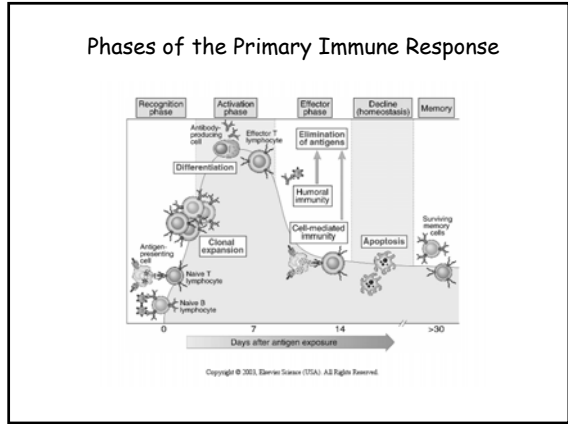 Phases of the Primary Immune Response
Recognition
phase
Activation
phase
Effector
phase
Decline
(homeostasis)
Memory
Antibody-
producing
cell
Effector T
lymphocyte
Elimination
of antigens
Differentiation
Humoral
immunity
Cell-mediated
immunity
Surviving
memory
cells
Antigen-
presenting
cell
Clonal
expansion
Apoptosis
Naive T
lymphocyte
Naive B
lymphocyte
0
7
14
>30
Days after antigen exposure
Copyright © 2003, Elsevier Science (USA). All Rights Reserved.